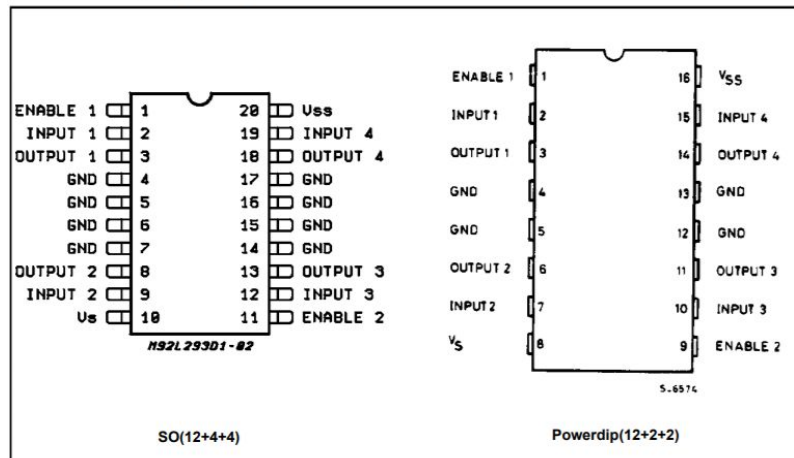 ENABLE 1 1 20 Vss
INPUT 1 2 19 INPUT 4
OUTPUT 1 3 18 OUTPUT 4
GND 4 17 GND
GND 5 16 GND
GND 6 15 GND
GND 7 14 GND
OUTPUT 2 8 13 OUTPUT 3
INPUT 2 9 12 INPUT 3
Vs 10 11 ENABLE 2
M92L293D1-02
SO(12+4+4)
ENABLE 1 1 16 VSS
INPUT 1 2 15 INPUT 4
OUTPUT 1 3 14 OUTPUT 4
GND 4 13 GND
GND 5 12 GND
OUTPUT 2 6 11 OUTPUT 3
INPUT 2 7 10 INPUT 3
VS 8 9 ENABLE 2
S-6574
Powerdip(12+2+2)